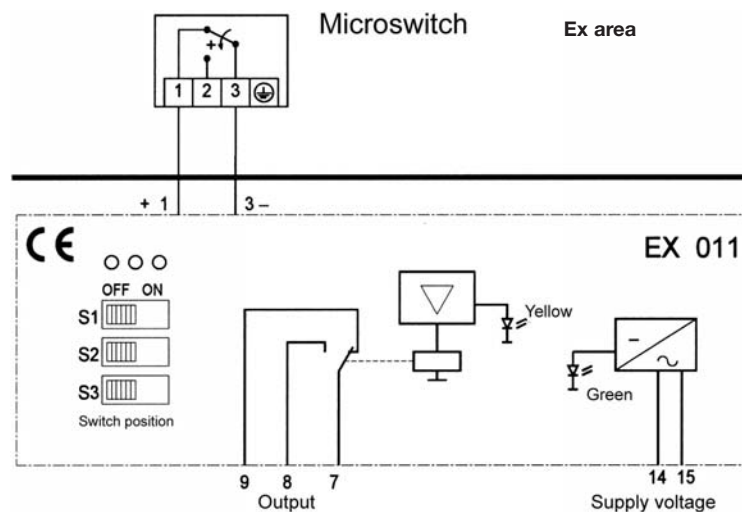 Microswitch
Ex area
+
1 2 3
+ 1 3 –
CE
EX 011
OFF ON
S1
S2
S3
Switch position
Yellow
–
~
Green
9 8 7
Output
14 15
Supply voltage